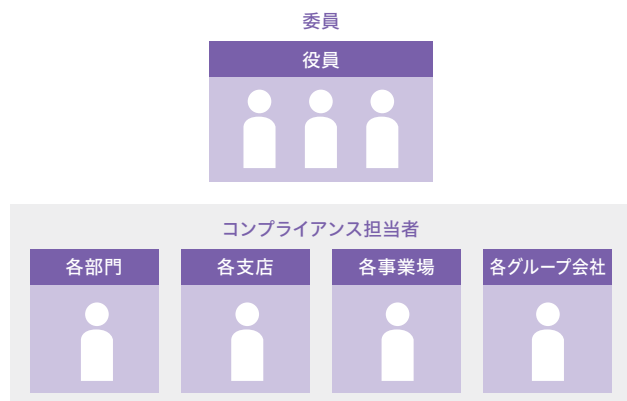 委員
役員
コンプライアンス担当者
各部門
各支店
各事業場
各グループ会社